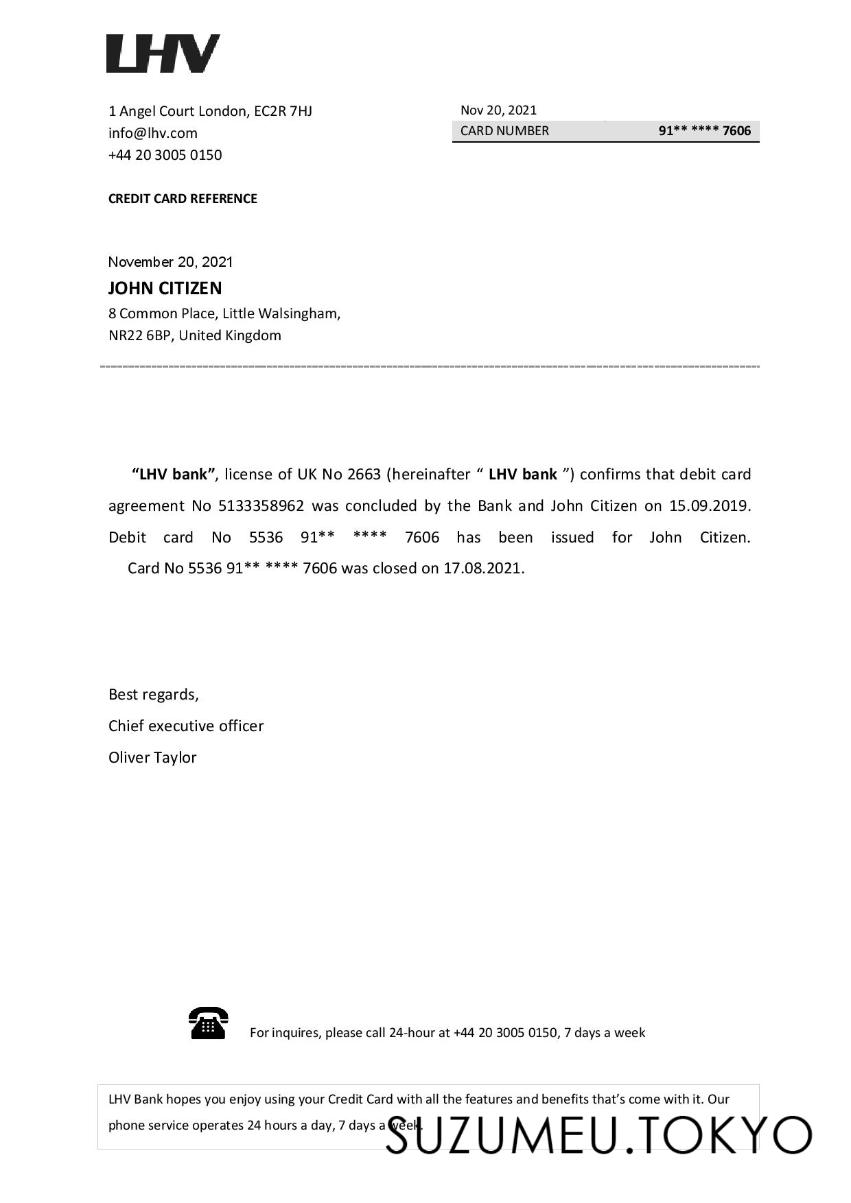 LHV
1 Angel Court London, EC2R 7HJ
info@lhv.com
+44 20 3005 0150
Nov 20, 2021
CARD NUMBER 91** **** 7606
CREDIT CARD REFERENCE
November 20, 2021
JOHN CITIZEN
8 Common Place, Little Walsingham,
NR22 6BP, United Kingdom
“LHV bank”, license of UK No 2663 (hereinafter “ LHV bank ”) confirms that debit card
agreement No 5133358962 was concluded by the Bank and John Citizen on 15.09.2019.
Debit card No 5536 91** **** 7606 has been issued for John Citizen.
Card No 5536 91** **** 7606 was closed on 17.08.2021.
Best regards,
Chief executive officer
Oliver Taylor
For inquires, please call 24-hour at +44 20 3005 0150, 7 days a week
LHV Bank hopes you enjoy using your Credit Card with all the features and benefits that’s come with it. Our
phone service operates 24 hours a day, 7 days a week.
SUZUMEU.TOKYO